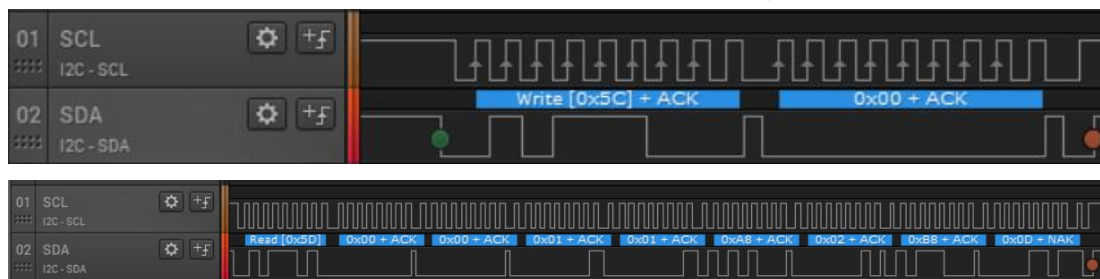 01 SCL
I2C - SCL
Write [0x5C] + ACK 0x00 + ACK
02 SDA
I2C - SDA
01 SCL
I2C - SCL
Read [0x5D] 0x00 + ACK 0x00 + ACK 0x01 + ACK 0x01 + ACK 0xA8 + ACK 0x02 + ACK 0xB8 + ACK 0x0D + NAK
02 SDA
I2C - SDA